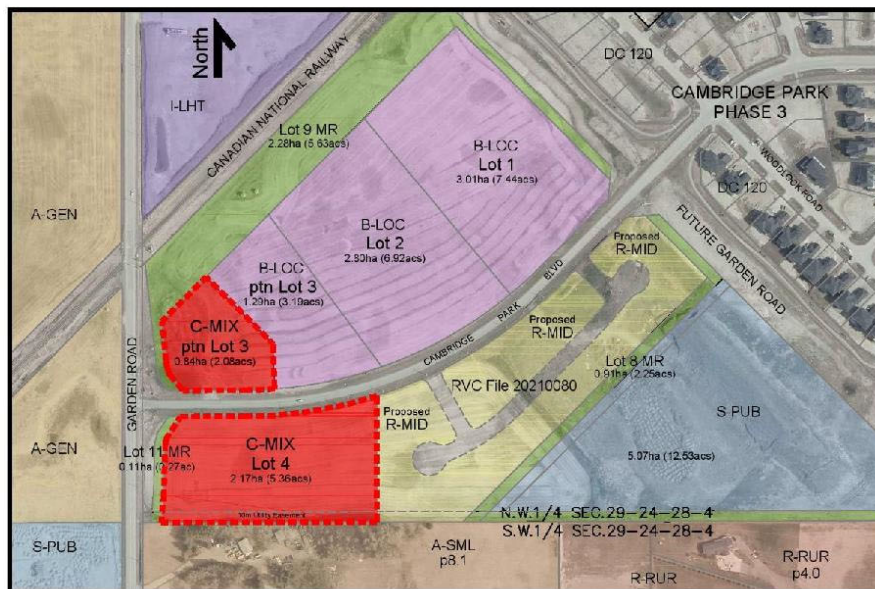 North
I-LHT
CANADIAN NATIONAL RAILWAY
DC 120
CAMBRIDGE PARK
PHASE 3
Lot 9 MR
2.28ha (5.63acs)
B-LOC
Lot 1
3.01ha (7.44acs)
WOODLOCK ROAD
DC 120
A-GEN
B-LOC
Lot 2
2.80ha (6.92acs)
FUTURE GARDEN ROAD
Proposed
R-MID
B-LOC
ptn Lot 3
1.29ha (3.19acs)
CAMBRIDGE PARK BLVD
Proposed
R-MID
C-MIX
ptn Lot 3
0.84ha (2.08acs)
GARDEN ROAD
Lot 8 MR
0.91ha (2.25acs)
RVC File 20210080
S-PUB
Proposed
R-MID
A-GEN
Lot 11 MR
0.11ha (0.27ac)
C-MIX
Lot 4
2.17ha (5.36acs)
5.07ha (12.53acs)
10m Utility Easement
N.W.1/4 SEC.29-24-28-4
S.W.1/4 SEC.29-24-28-4
S-PUB
A-SML
p8.1
R-RUR
R-RUR
p4.0